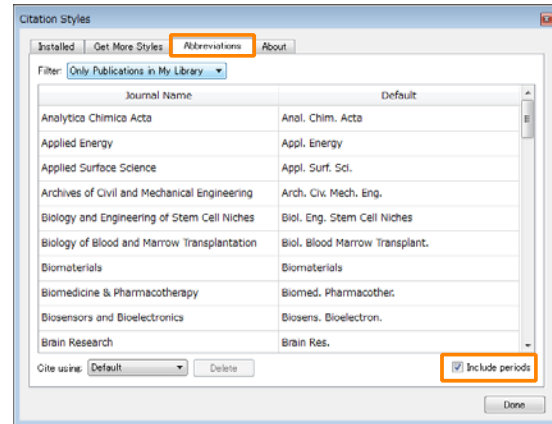 Citation Styles
Installed Get More Styles Abbreviations About
Filter: Only Publications in My Library
Journal Name Default
Analytica Chimica Acta Anal. Chim. Acta
Applied Energy Appl. Energy
Applied Surface Science Appl. Surf. Sci.
Archives of Civil and Mechanical Engineering Arch. Civ. Mech. Eng.
Biology and Engineering of Stem Cell Niches Biol. Eng. Stem Cell Niches
Biology of Blood and Marrow Transplantation Biol. Blood Marrow Transplant.
Biomaterials Biomaterials
Biomedicine & Pharmacotherapy Biomed. Pharmacother.
Biosensors and Bioelectronics Biosens. Bioelectron.
Brain Research Brain Res.
Cite using: Default Delete Include periods
Done